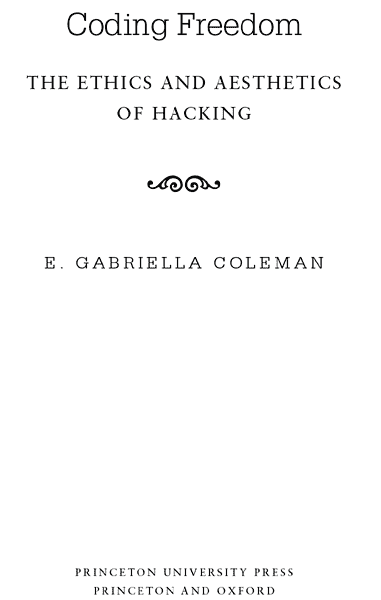 Coding Freedom
THE ETHICS AND AESTHETICS
OF HACKING
E. GABRIELLA COLEMAN
PRINCETON UNIVERSITY PRESS
PRINCETON AND OXFORD